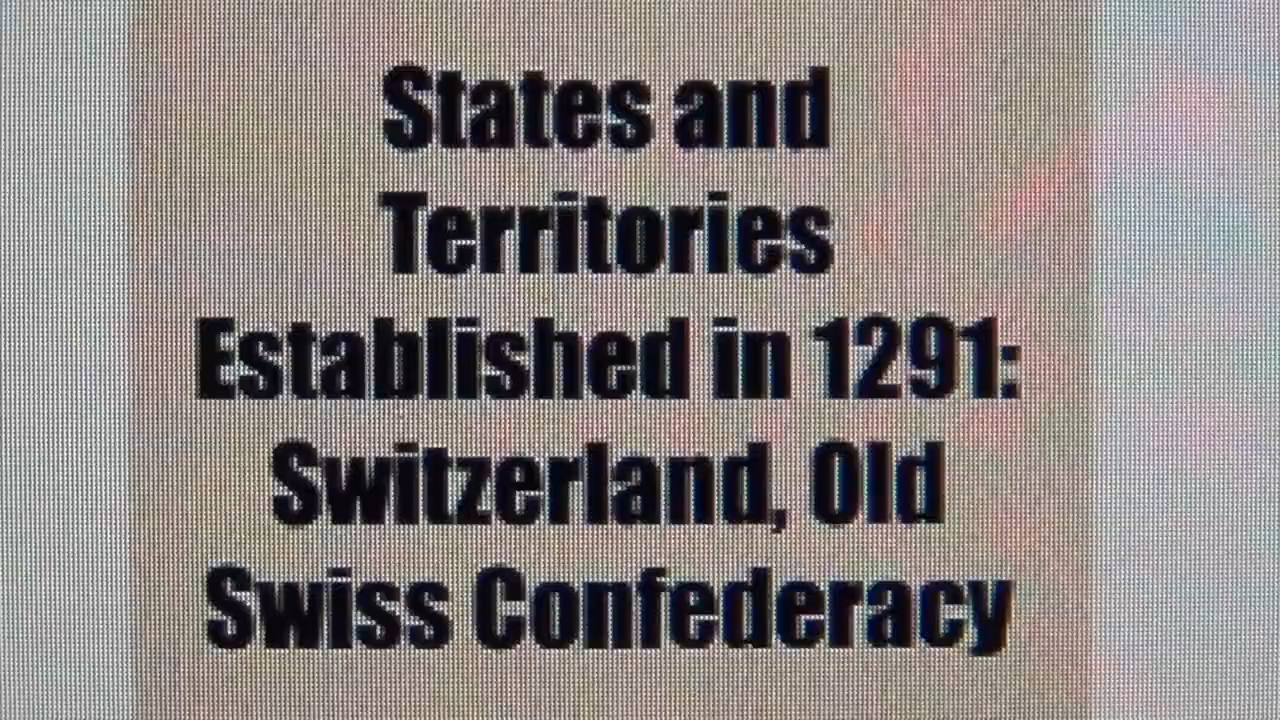 States and
Territories
Established in 1291:
Switzerland, Old
Swiss Confederacy